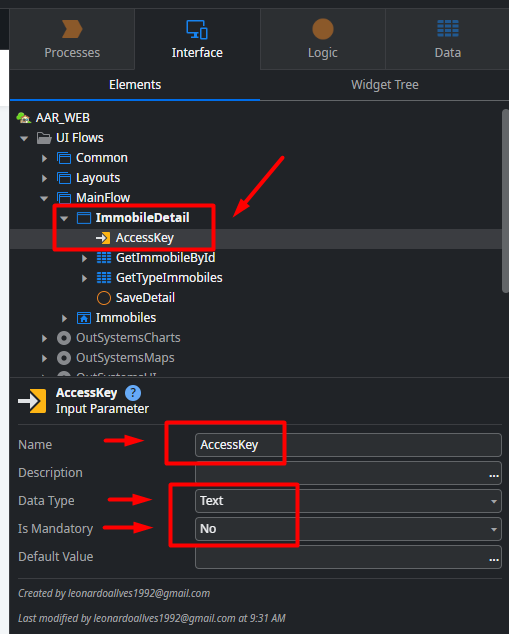 Processes
Interface
Logic
Data
Elements
Widget Tree
AAR_WEB
UI Flows
Common
Layouts
MainFlow
ImmobileDetail
AccessKey
GetImmobileById
GetTypeImmobiles
SaveDetail
Immobiles
OutSystemsCharts
OutSystemsMaps
OutSystemsUI
AccessKey ?
Input Parameter
Name AccessKey
Description ...
Data Type Text
Is Mandatory No
Default Value ...
Created by leonardoallves1992@gmail.com
Last modified by leonardoallves1992@gmail.com at 9:31 AM